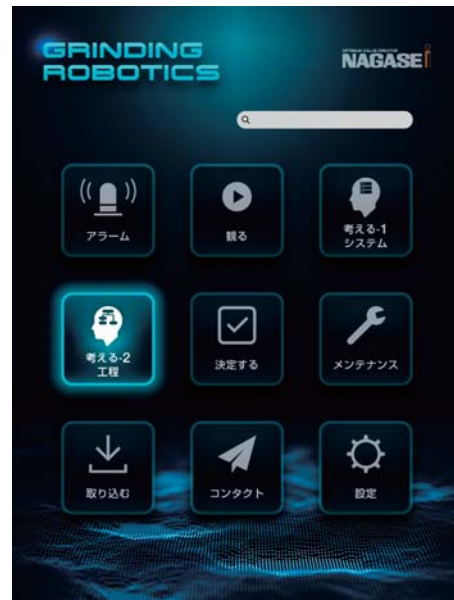 GRINDING
ROBOTICS
NAGASEi
アラーム
観る
考える-1
システム
考える-2
工程
決定する
メンテナンス
取り込む
コンタクト
設定